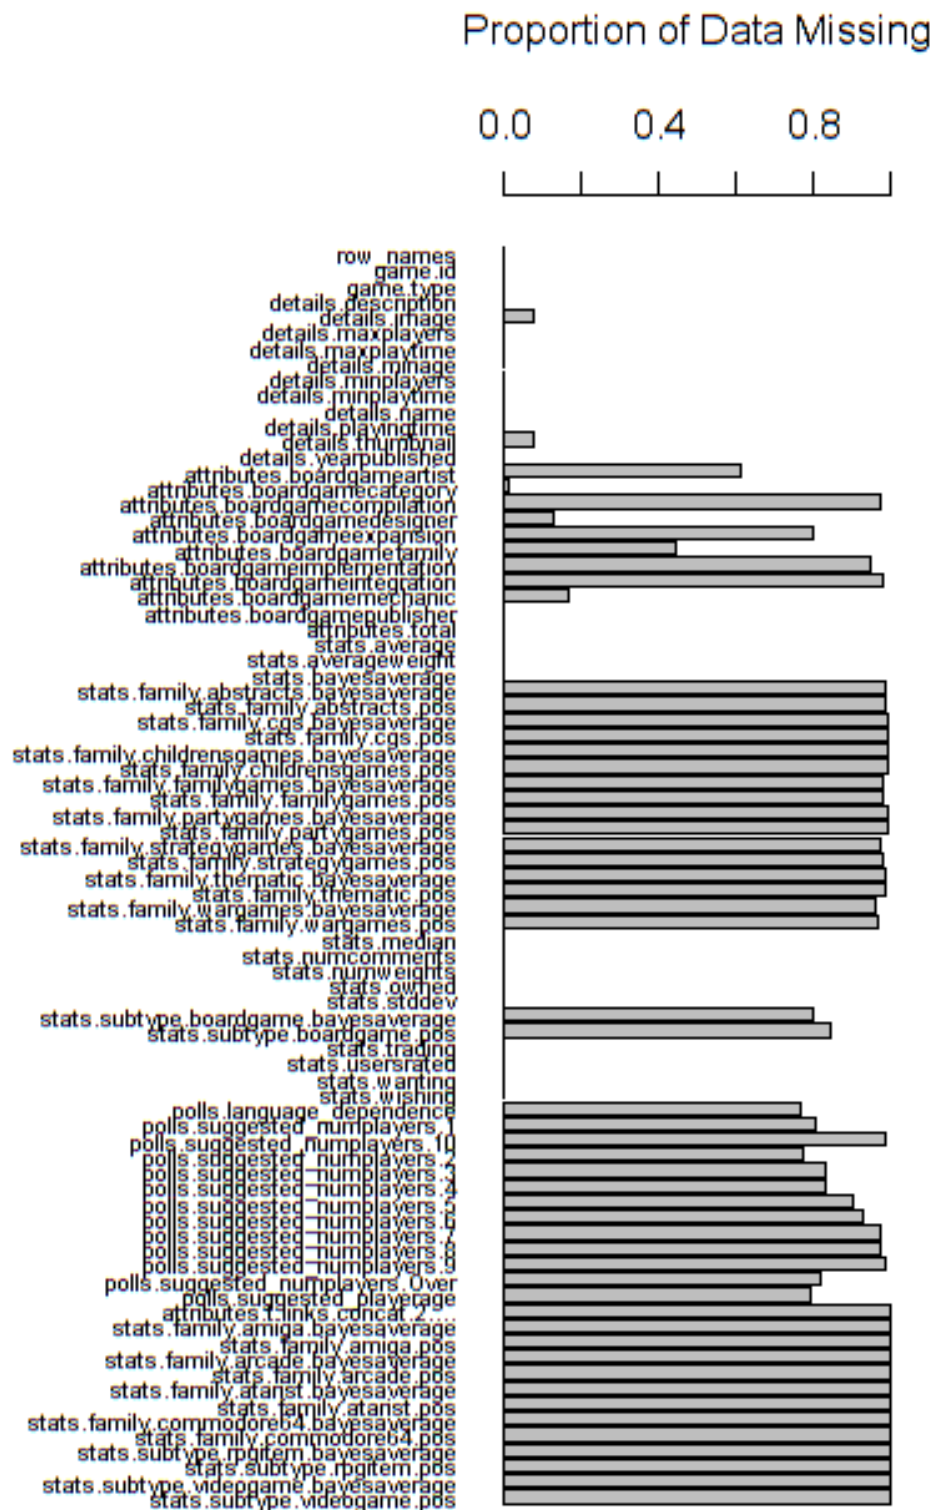 Proportion of Data Missing
0.0 0.4 0.8
row_names
game.id
game.type
details.description
details.image
details.maxplayers
details.maxplaytime
details.minage
details.minplayers
details.minplaytime
details.name
details.playingtime
details.thumbnail
details.yearpublished
attributes.boardgameartist
attributes.boardgamecategory
attributes.boardgamecompilation
attributes.boardgamedesigner
attributes.boardgameexpansion
attributes.boardgamefamily
attributes.boardgameimplementation
attributes.boardgameintegration
attributes.boardgamemechanic
attributes.boardgamepublisher
attributes.total
stats.average
stats.averageweight
stats.bayesaverage
stats.family.abstracts.bayesaverage
stats.family.abstracts.pos
stats.family.cgs.bayesaverage
stats.family.cgs.pos
stats.family.childrensgames.bayesaverage
stats.family.childrensgames.pos
stats.family.familygames.bayesaverage
stats.family.familygames.pos
stats.family.partygames.bayesaverage
stats.family.partygames.pos
stats.family.strategygames.bayesaverage
stats.family.strategygames.pos
stats.family.thematic.bayesaverage
stats.family.thematic.pos
stats.family.wargames.bayesaverage
stats.family.wargames.pos
stats.median
stats.numcomments
stats.numweights
stats.owned
stats.stddev
stats.subtype.boardgame.bayesaverage
stats.subtype.boardgame.pos
stats.trading
stats.usersrated
stats.wanting
stats.wishing
polls.language_dependence
polls.suggested_numplayers.1
polls.suggested_numplayers.10
polls.suggested_numplayers.2
polls.suggested_numplayers.3
polls.suggested_numplayers.4
polls.suggested_numplayers.5
polls.suggested_numplayers.6
polls.suggested_numplayers.7
polls.suggested_numplayers.8
polls.suggested_numplayers.9
polls.suggested_numplayers.Over
polls.suggested_playerage
attributes.t.links.concat.2....
stats.family.amiga.bayesaverage
stats.family.amiga.pos
stats.family.arcade.bayesaverage
stats.family.arcade.pos
stats.family.atarist.bayesaverage
stats.family.atarist.pos
stats.family.commodore64.bayesaverage
stats.family.commodore64.pos
stats.subtype.rpgitem.bayesaverage
stats.subtype.rpgitem.pos
stats.subtype.videogame.bayesaverage
stats.subtype.videogame.pos